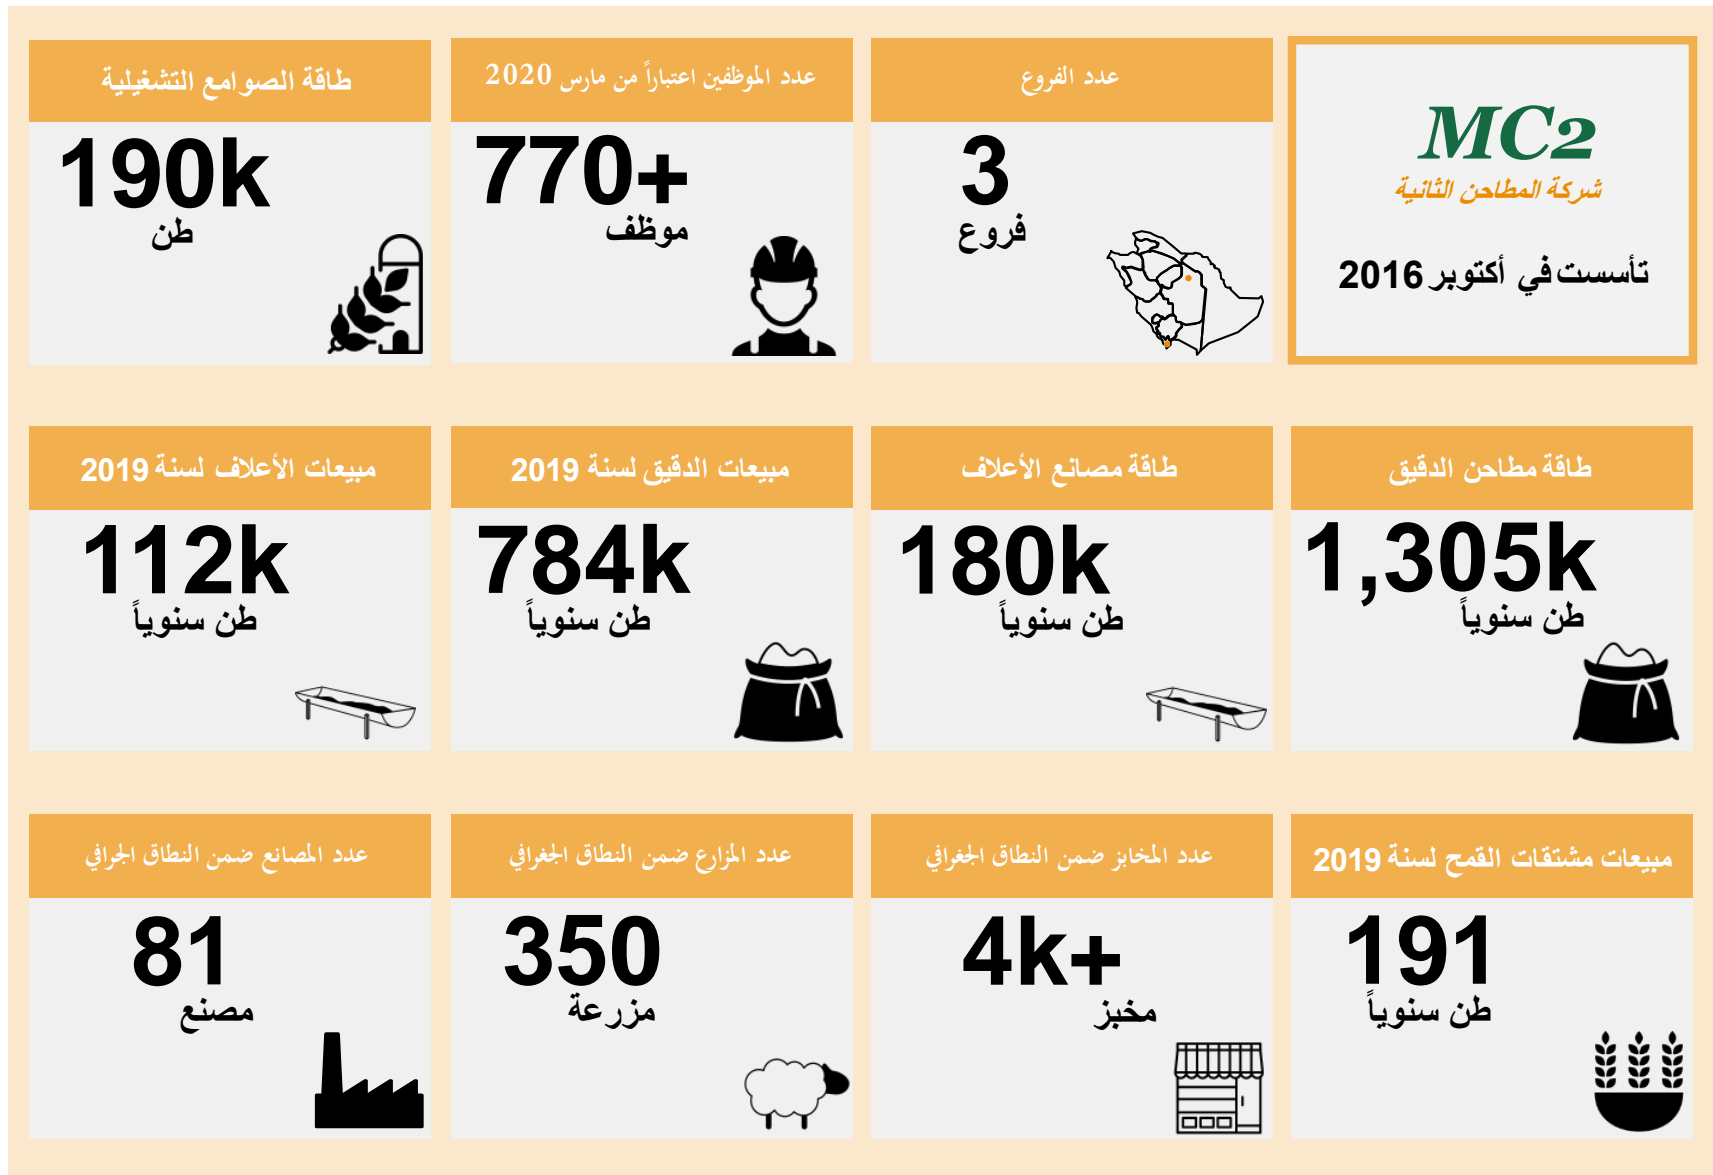 MC2
شركة المطاحن الثانية
تأسست في أكتوبر 2016
عدد الفروع
3
فروع
عدد الموظفين اعتباراً من مارس 2020
770+
موظف
طاقة الصوامع التشغيلية
190k
طن
طاقة مطاحن الدقيق
1,305k
طن سنوياً
طاقة مصانع الأعلاف
180k
طن سنوياً
مبيعات الدقيق لسنة 2019
784k
طن سنوياً
مبيعات الأعلاف لسنة 2019
112k
طن سنوياً
مبيعات مشتقات القمح لسنة 2019
191
طن سنوياً
عدد المخابز ضمن النطاق الجغرافي
4k+
مخبز
عدد المزارع ضمن النطاق الجغرافي
350
مزرعة
عدد المصانع ضمن النطاق الجرافي
81
مصنع